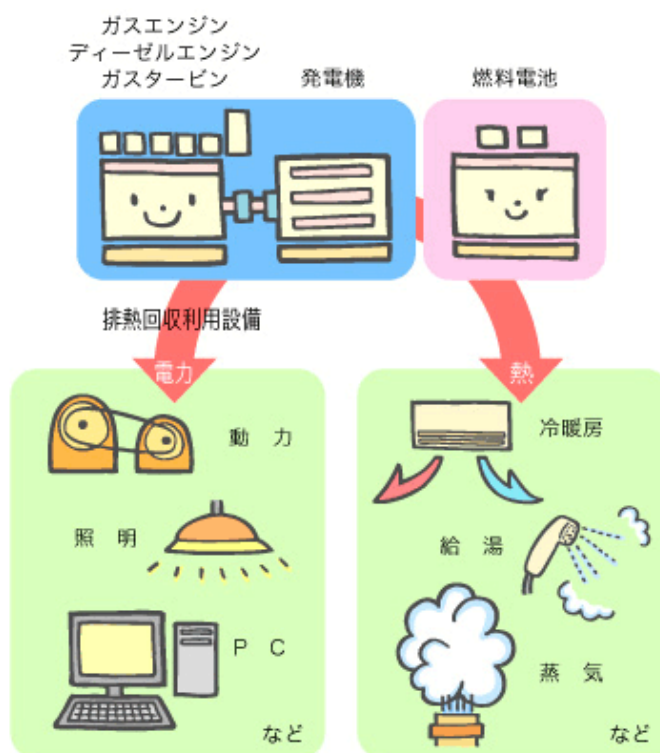 ガスエンジン
ディーゼルエンジン
ガスタービン
発電機
燃料電池
排熱回収利用設備
電力
熱
動 力
照 明
P C
など
冷暖房
給 湯
蒸 気
など